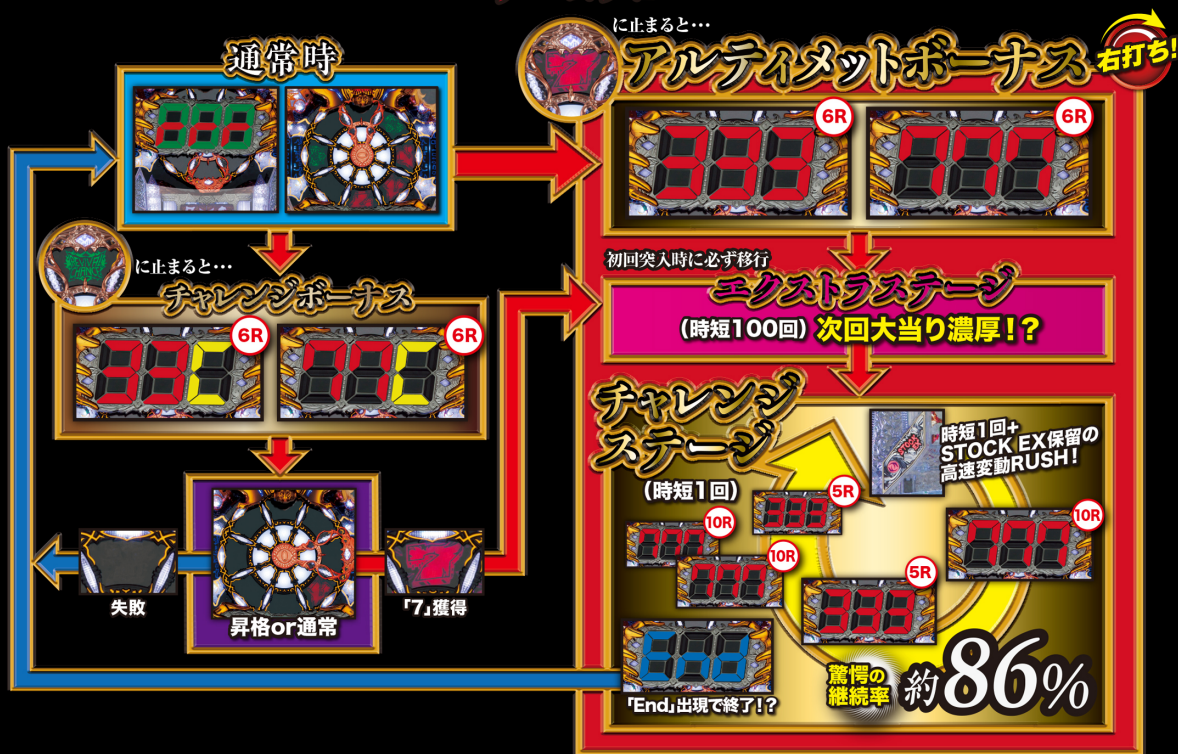 通常時
に止まると…
アルティメットボーナス
右打ち!
6R
6R
に止まると…
チャレンジボーナス
33C
6R
77C
6R
初回突入時に必ず移行
エクストラステージ
(時短100回) 次回大当り濃厚!?
昇格or通常
失敗
「7」獲得
チャレンジ
ステージ
(時短1回)
時短1回+
STOCK EX保留の
高速変動RUSH!
5R
10R
10R
10R
5R
End
「End」出現で終了!?
驚愕の
継続率
約86%